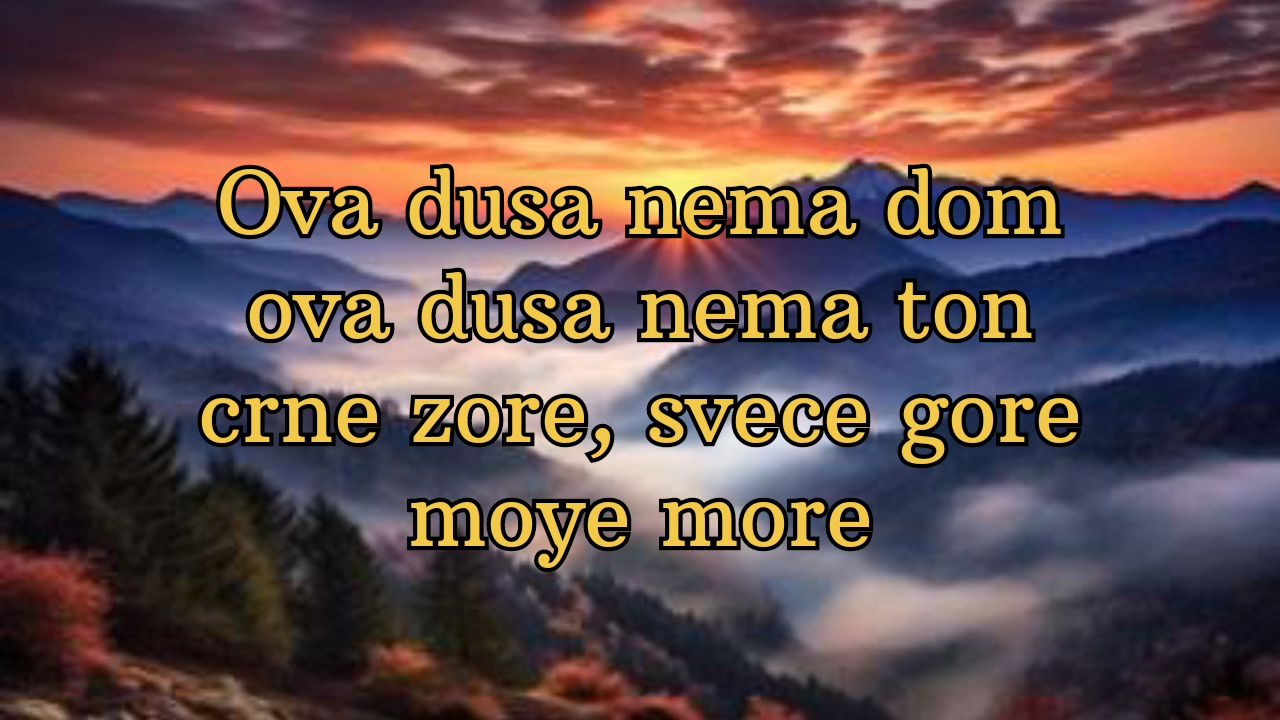 Ova dusa nema dom
ova dusa nema ton
crne zore, svece gore
moye more